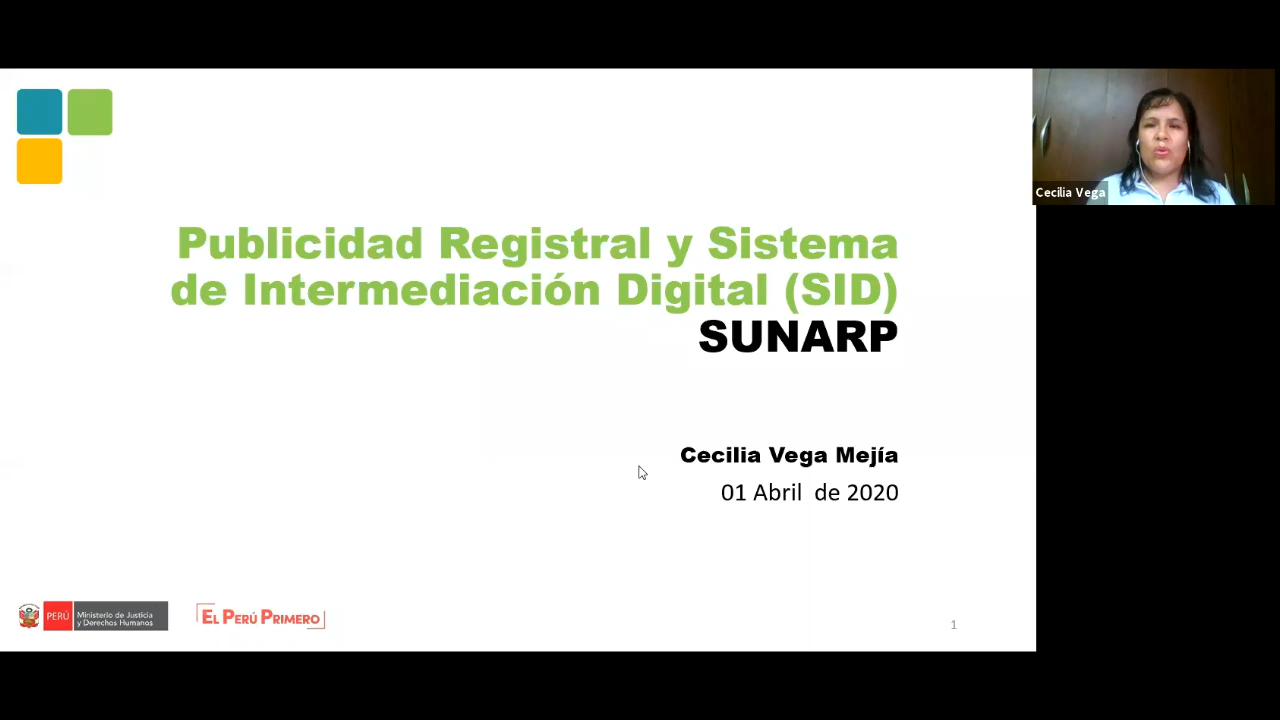 Publicidad Registral y Sistema
de Intermediación Digital (SID)
SUNARP
Cecilia Vega Mejía
01 Abril de 2020
PERÚ
Ministerio de Justicia
y Derechos Humanos
EL PERÚ PRIMERO
1
Cecilia Vega